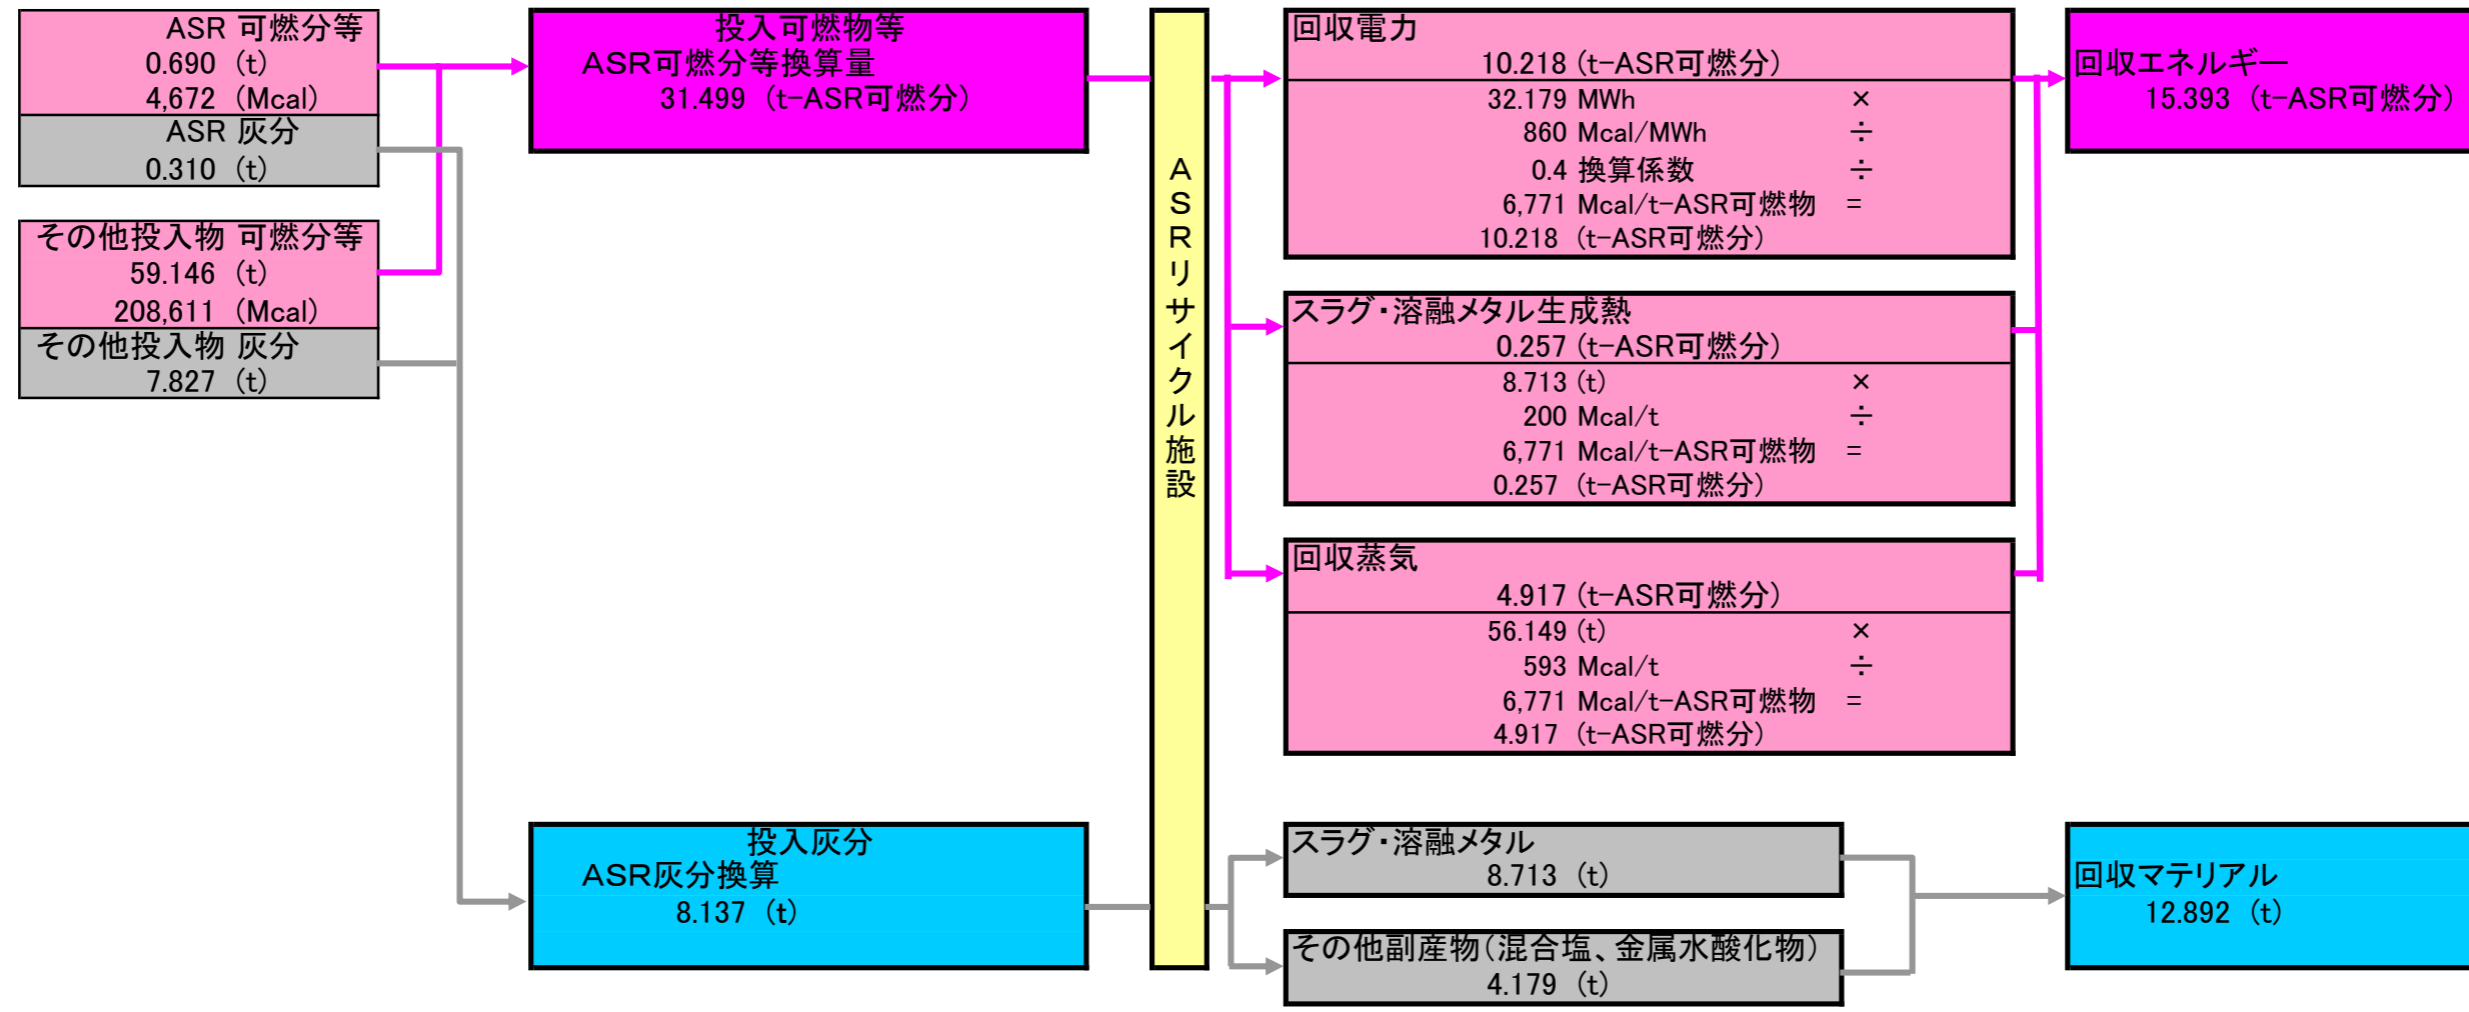 ASR 可燃分等
0.690 (t)
4,672 (Mcal)
ASR 灰分
0.310 (t)
その他投入物 可燃分等
59.146 (t)
208,611 (Mcal)
その他投入物 灰分
7.827 (t)
投入可燃物等
ASR可燃分等換算量
31.499 (t-ASR可燃分)
投入灰分
ASR灰分換算
8.137 (t)
ASRリサイクル施設
回収電力
10.218 (t-ASR可燃分)
32.179 MWh ×
860 Mcal/MWh ÷
0.4 換算係数 ÷
6,771 Mcal/t-ASR可燃物 =
10.218 (t-ASR可燃分)
スラグ・溶融メタル生成熱
0.257 (t-ASR可燃分)
8.713 (t) ×
200 Mcal/t ÷
6,771 Mcal/t-ASR可燃物 =
0.257 (t-ASR可燃分)
回収蒸気
4.917 (t-ASR可燃分)
56.149 (t) ×
593 Mcal/t ÷
6,771 Mcal/t-ASR可燃物 =
4.917 (t-ASR可燃分)
スラグ・溶融メタル
8.713 (t)
その他副産物(混合塩、金属水酸化物)
4.179 (t)
回収エネルギー
15.393 (t-ASR可燃分)
回収マテリアル
12.892 (t)